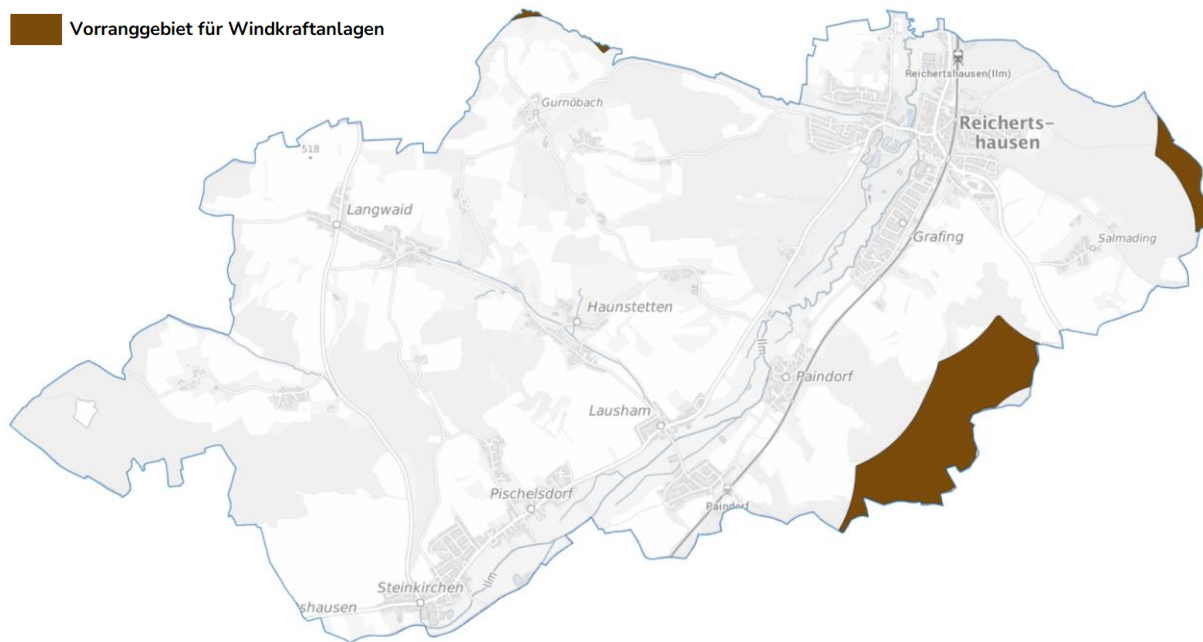 Vorranggebiet für Windkraftanlagen
Reichertshausen(Ilm)
Gurnöbach
Reicherts-
hausen
518
Langwaid
Grafing
Salmading
Haunstetten
Ilm
Paindorf
Lausham
Pischelsdorf
Paindorf
Ilm
Steinkirchen
shausen